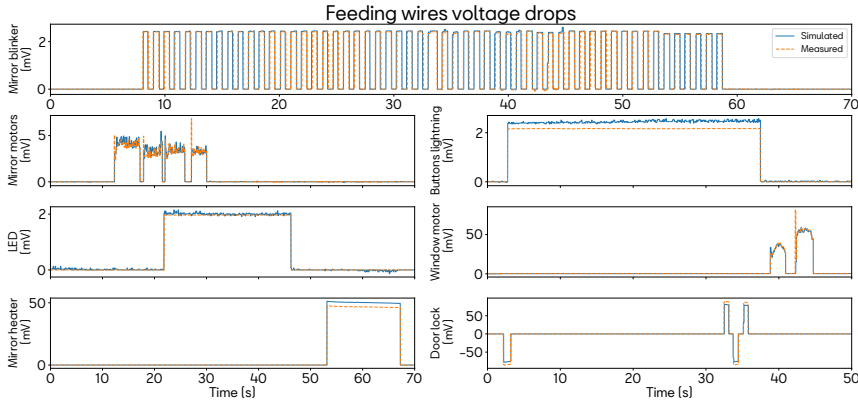 Feeding wires voltage drops
Mirror blinker
(mV)
2
0
Simulated
Measured
0 10 20 30 40 50 60 70
Mirror motors
(mV)
5
0
Buttons lightning
(mV)
2
0
LED
(mV)
2
0
Window motor
(mV)
50
0
Mirror heater
(mV)
50
0
0 10 20 30 40 50 60 70
Time (s)
Door lock
(mV)
50
0
−50
0 10 20 30 40 50
Time (s)